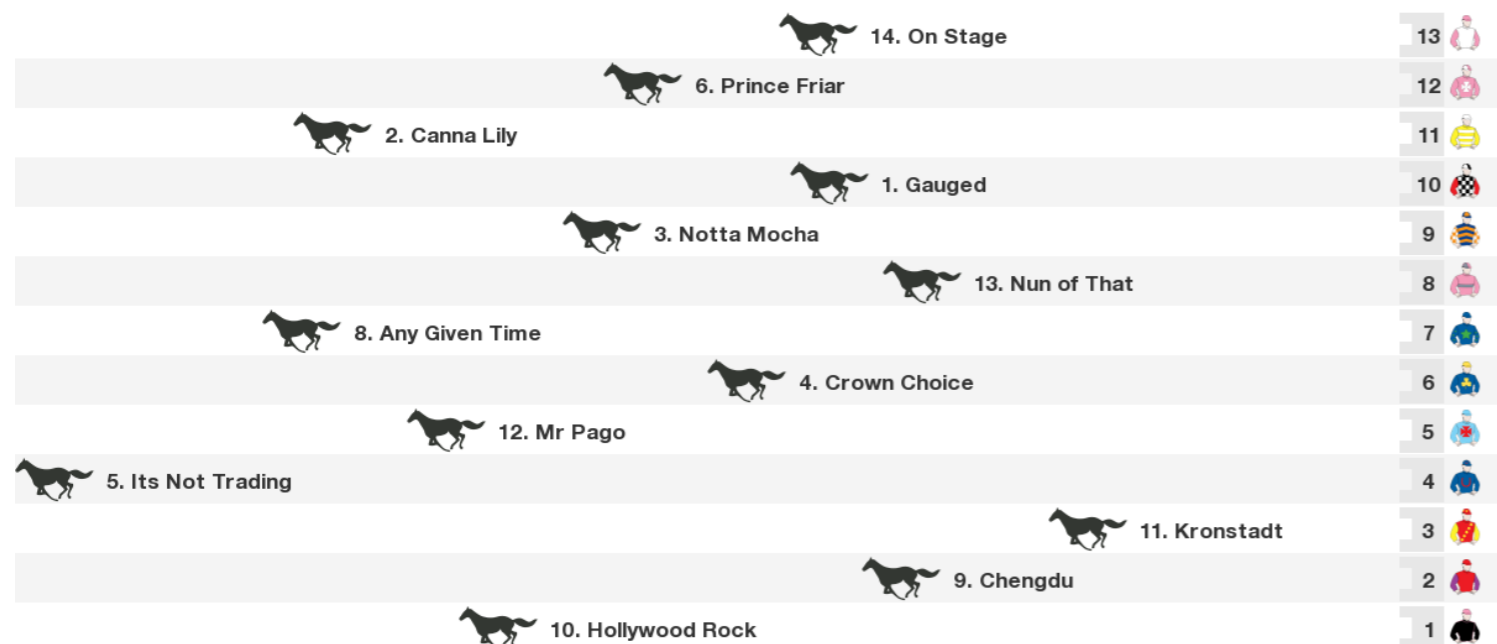 14. On Stage 13
6. Prince Friar 12
2. Canna Lily 11
1. Gauged 10
3. Notta Mocha 9
13. Nun of That 8
8. Any Given Time 7
4. Crown Choice 6
12. Mr Pago 5
5. Its Not Trading 4
11. Kronstadt 3
9. Chengdu 2
10. Hollywood Rock 1